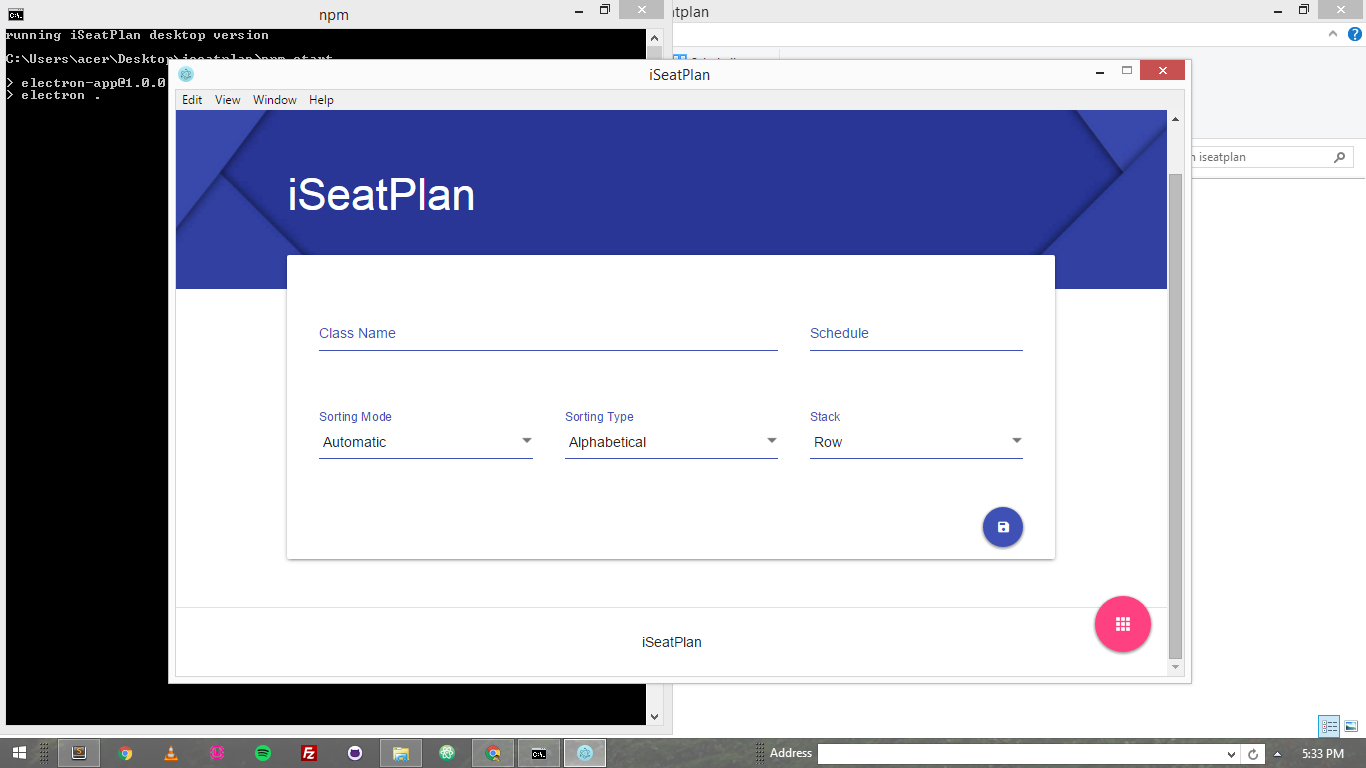 npm
atplan
running iSeatPlan desktop version
C:\Users\acer\Desktop\iseatplan>npm start
> electron-app@1.0.0
> electron .
iSeatPlan
Edit View Window Help
iSeatPlan
Class Name
Schedule
Sorting Mode
Sorting Type
Stack
Automatic
Alphabetical
Row
iSeatPlan
iseatplan
Address
5:33 PM